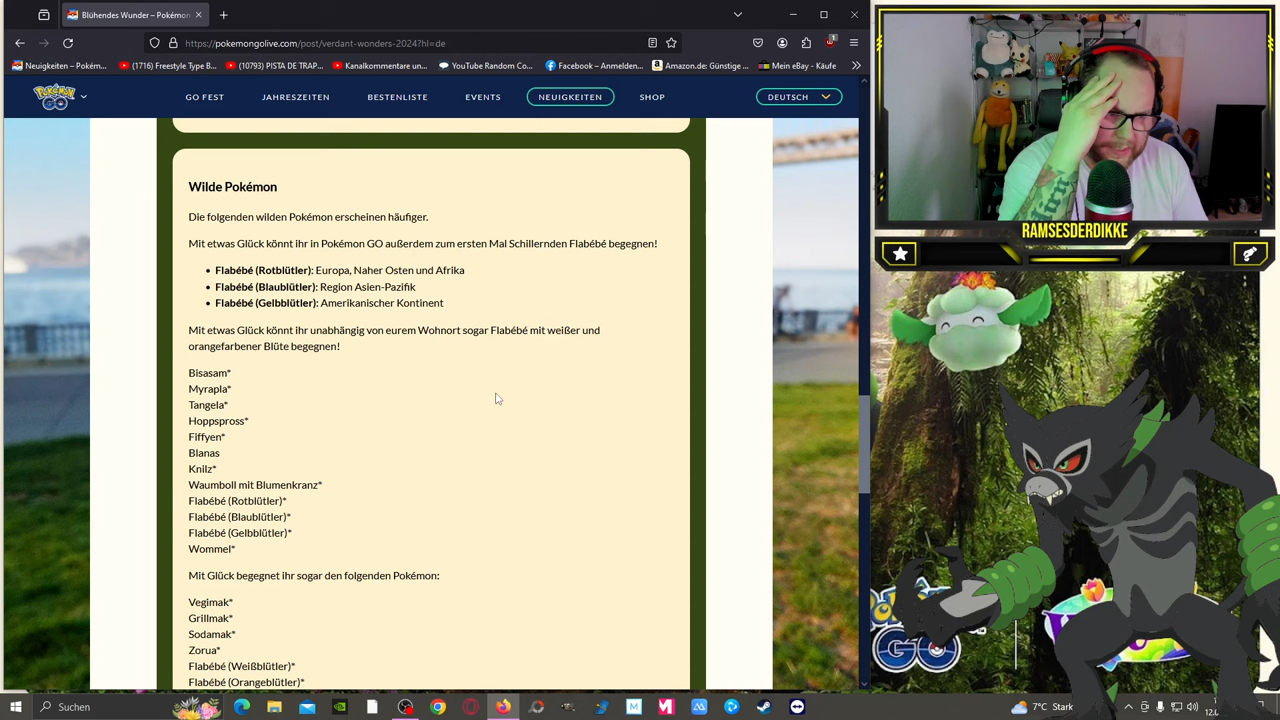 Blühendes Wunder – Pokémon
https://pokemongolive.com/post/verdant-wonders-2024?hl=de
1
Neuigkeiten – Pokém...
(1716) Freestyle Type B...
(10793) PISTA DE TRAP...
Kanalkommentare un...
YouTube Random Co...
Facebook – Anmelden...
Amazon.de: Günstige ...
Mein eBay - Käufe
Pokémon GO
GO FEST
JAHRESZEITEN
BESTENLISTE
EVENTS
NEUIGKEITEN
SHOP
DEUTSCH
Wilde Pokémon
Die folgenden wilden Pokémon erscheinen häufiger.
Mit etwas Glück könnt ihr in Pokémon GO außerdem zum ersten Mal Schillernden Flabébé begegnen!
• Flabébé (Rotblütler): Europa, Naher Osten und Afrika
• Flabébé (Blaublütler): Region Asien-Pazifik
• Flabébé (Gelbblütler): Amerikanischer Kontinent
Mit etwas Glück könnt ihr unabhängig von eurem Wohnort sogar Flabébé mit weißer und
orangefarbener Blüte begegnen!
Bisasam*
Myrapla*
Tangela*
Hoppspross*
Fiffyen*
Blanas
Knilz*
Waumboll mit Blumenkranz*
Flabébé (Rotblütler)*
Flabébé (Blaublütler)*
Flabébé (Gelbblütler)*
Wommel*
Mit Glück begegnet ihr sogar den folgenden Pokémon:
Vegimak*
Grillmak*
Sodamak*
Zorua*
Flabébé (Weißblütler)*
Flabébé (Orangeblütler)*
RAMSESDERDIKKE
GO
Suchen
7°C Stark